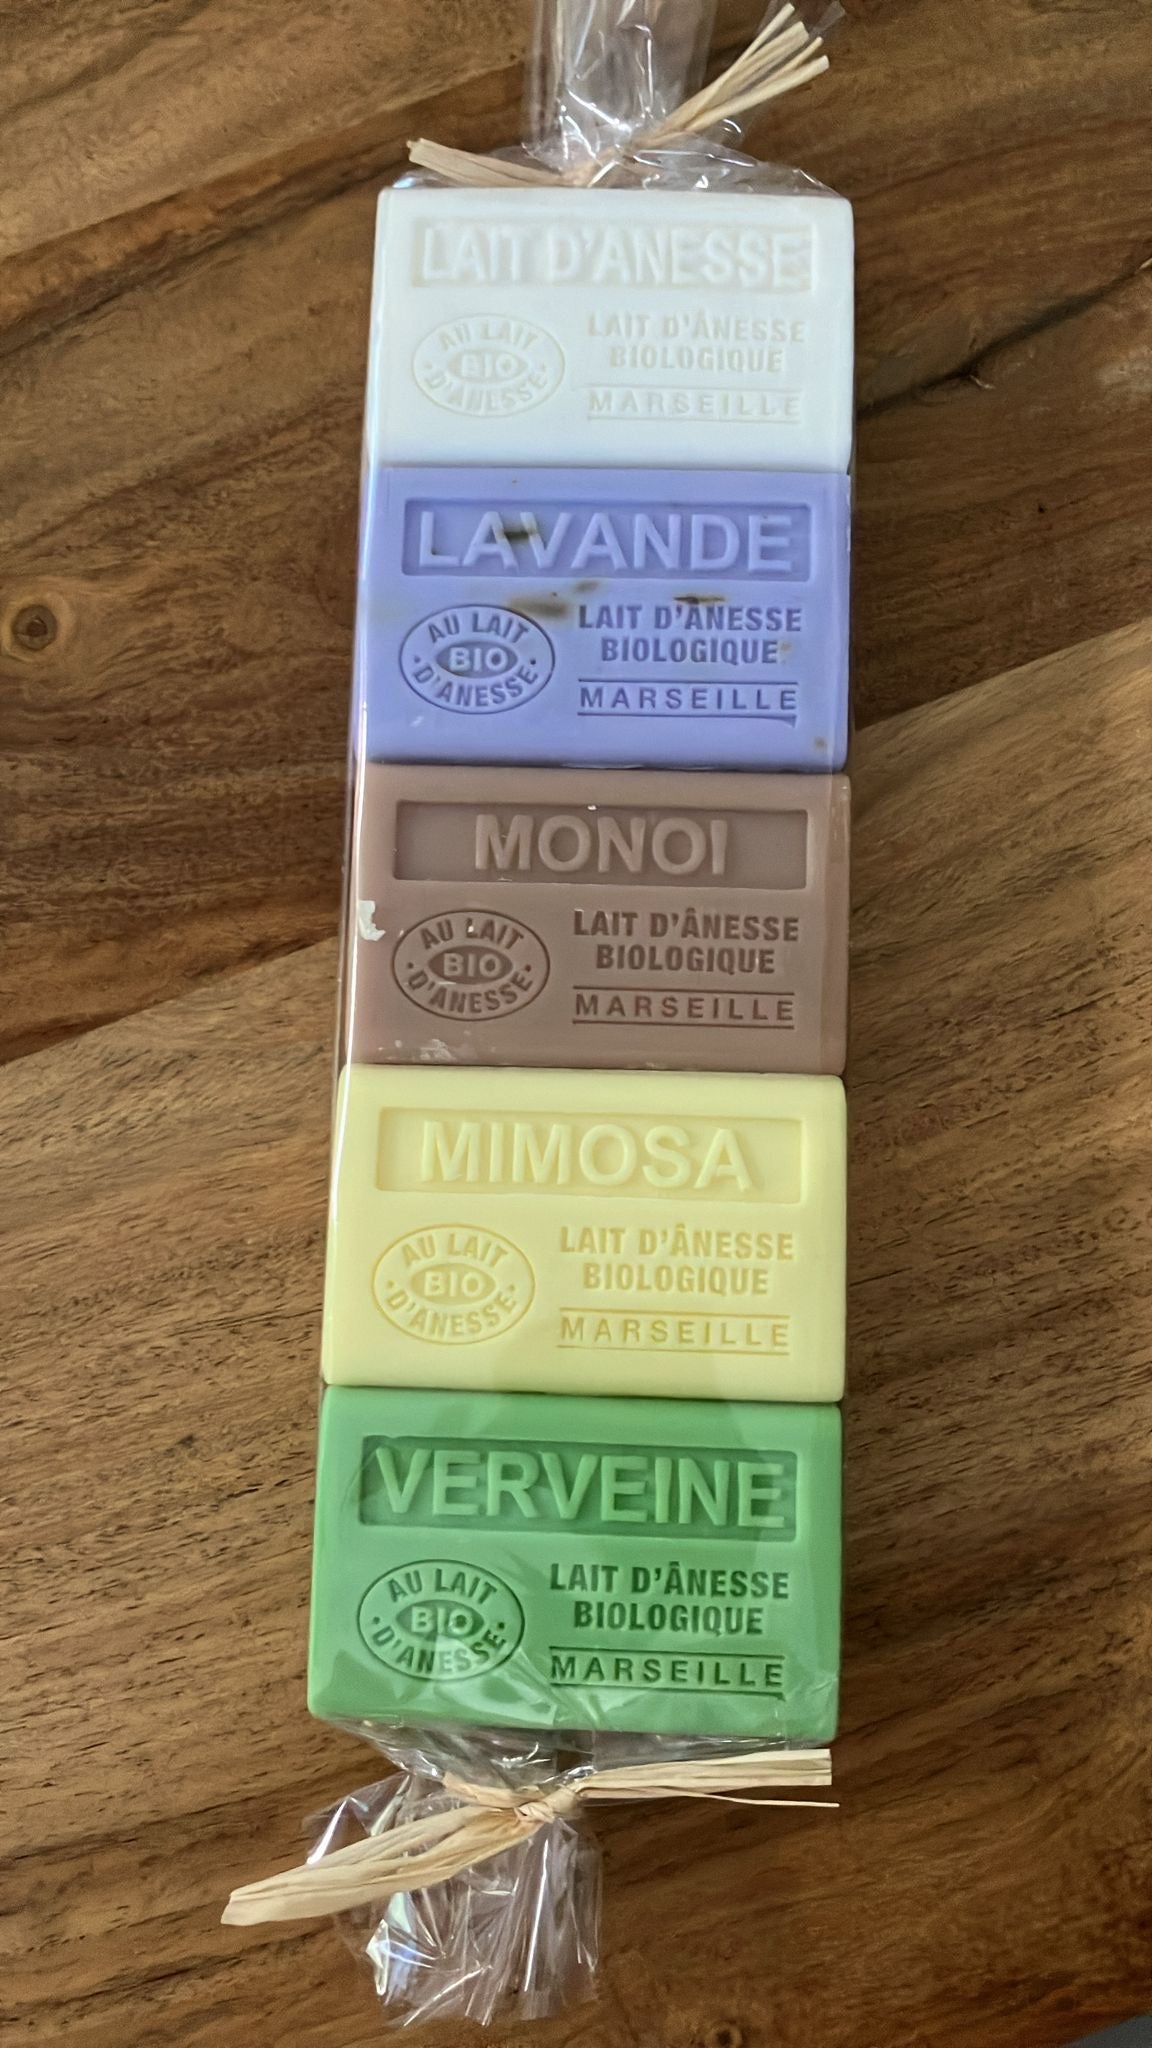 LAIT D'ANESSE
AU LAIT
BIO
D'ANESSE
LAIT D'ÂNESSE
BIOLOGIQUE
MARSEILLE
LAVANDE
AU LAIT
BIO
D'ANESSE
LAIT D'ÂNESSE
BIOLOGIQUE
MARSEILLE
MONOI
AU LAIT
BIO
D'ANESSE
LAIT D'ÂNESSE
BIOLOGIQUE
MARSEILLE
MIMOSA
AU LAIT
BIO
D'ANESSE
LAIT D'ÂNESSE
BIOLOGIQUE
MARSEILLE
VERVEINE
AU LAIT
BIO
D'ANESSE
LAIT D'ÂNESSE
BIOLOGIQUE
MARSEILLE